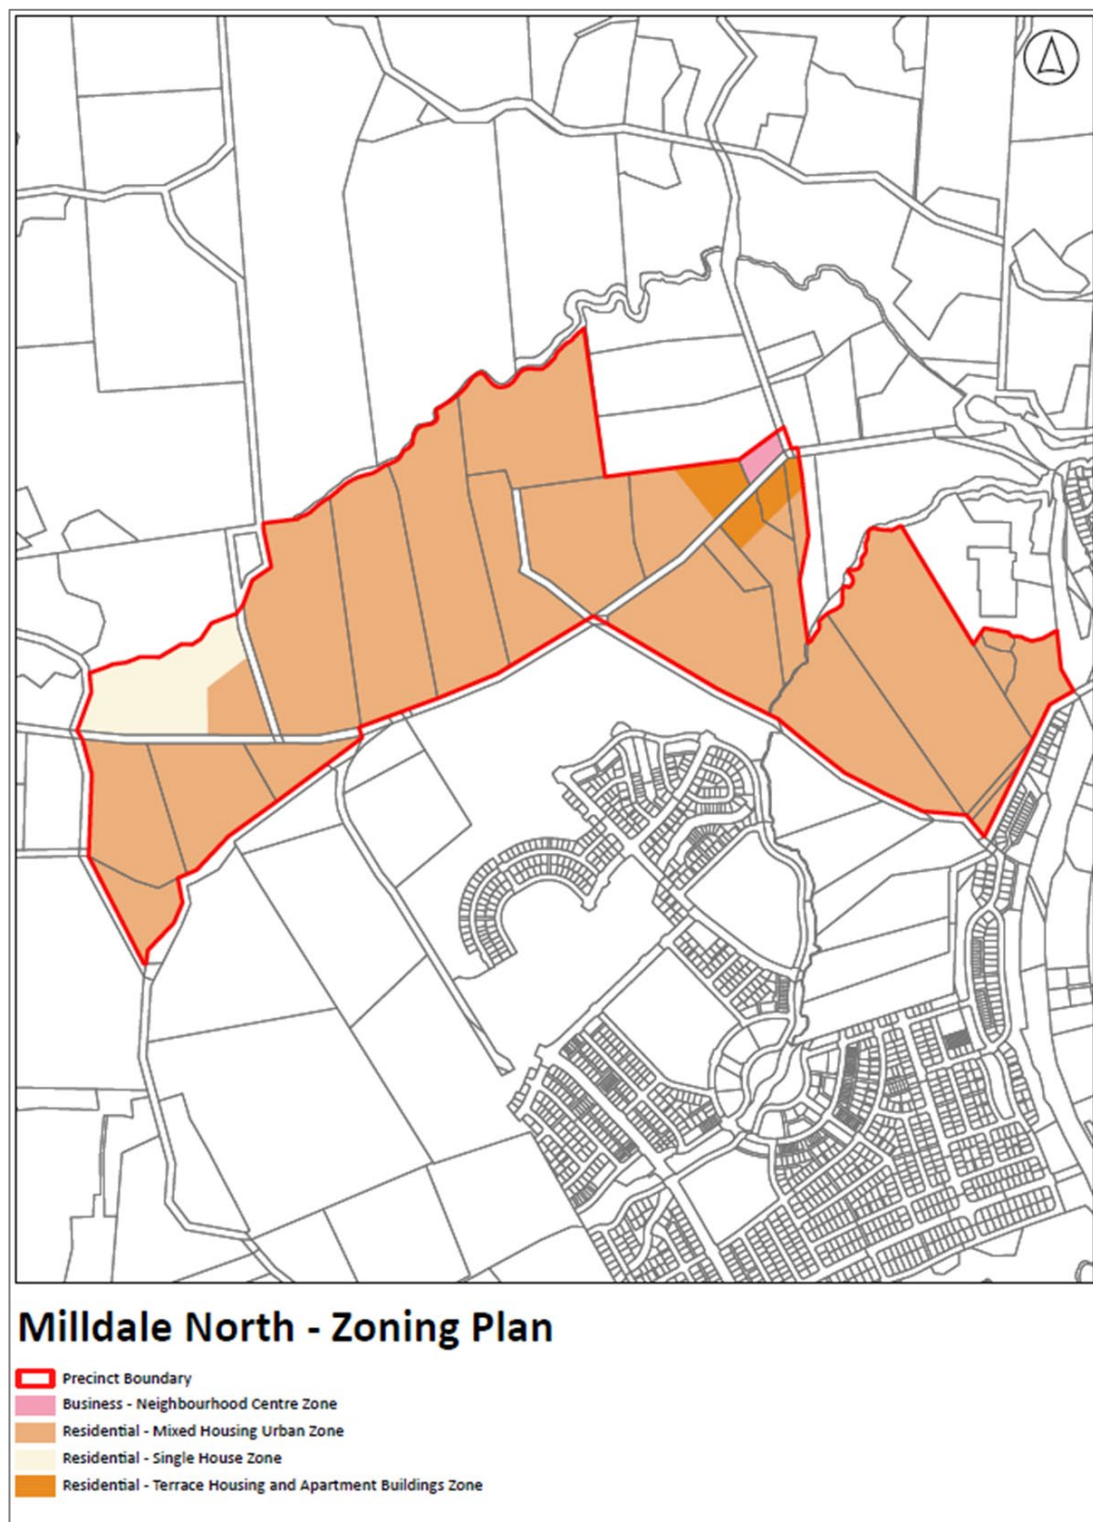 Milldale North - Zoning Plan
Precinct Boundary
Business - Neighbourhood Centre Zone
Residential - Mixed Housing Urban Zone
Residential - Single House Zone
Residential - Terrace Housing and Apartment Buildings Zone